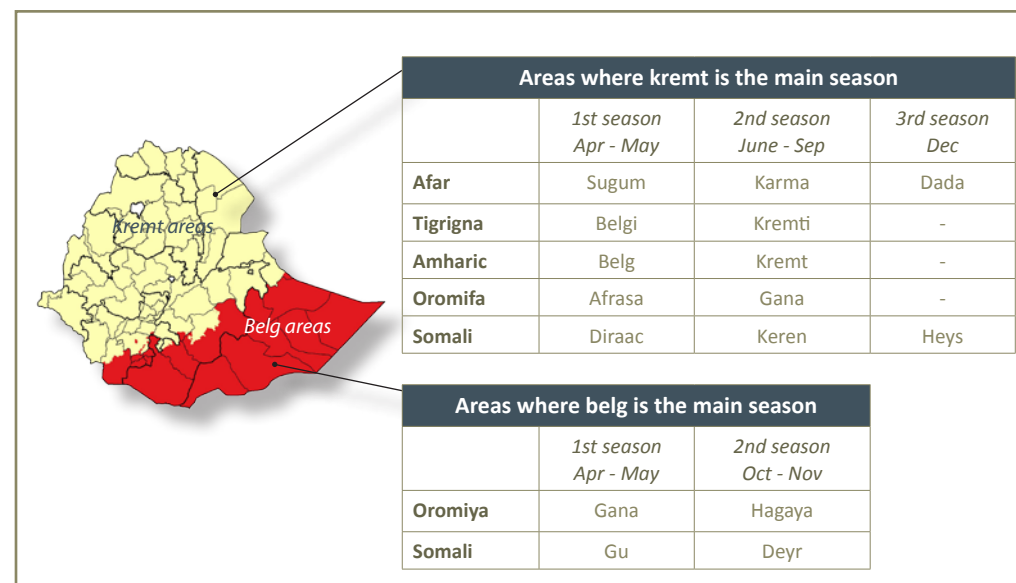 Areas where kremt is the main season
1st season 2nd season 3rd season
Apr - May June - Sep Dec
Afar Sugum Karma Dada
Tigrigna Belgi Kremti -
Amharic Belg Kremt -
Oromifa Afrasa Gana -
Somali Diraac Keren Heys
Kremt areas
Belg areas
Areas where belg is the main season
1st season 2nd season
Apr - May Oct - Nov
Oromiya Gana Hagaya
Somali Gu Deyr